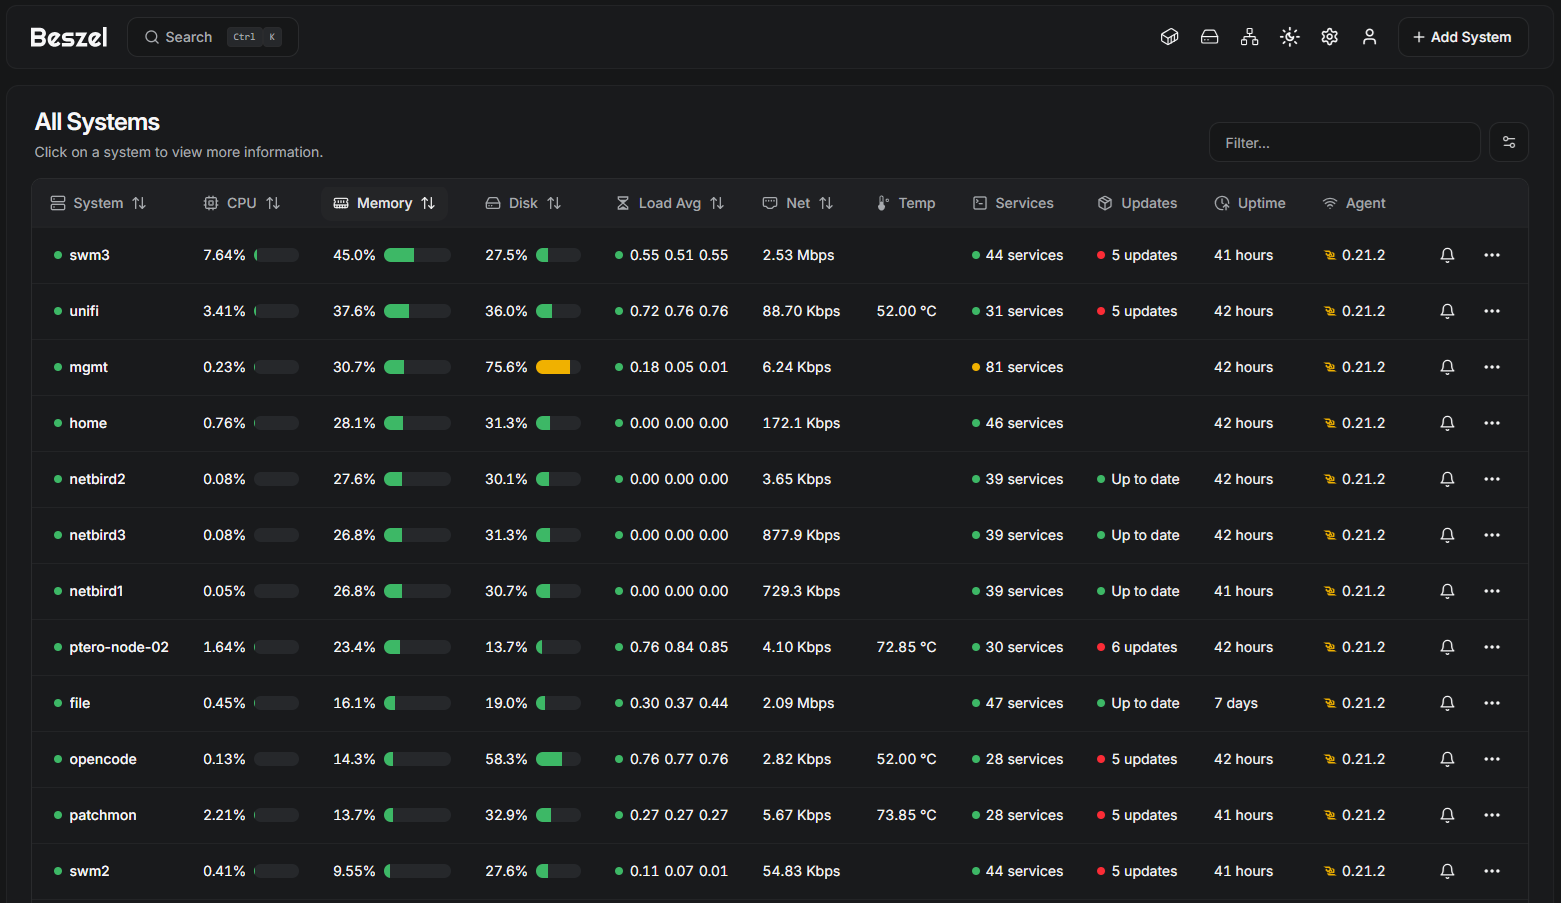 Beszel Search Ctrl K Add System
All Systems
Click on a system to view more information.
Filter...
System CPU Memory Disk Load Avg Net Temp Services Updates Uptime Agent
swm3 7.64% 45.0% 27.5% 0.55 0.51 0.55 2.53 Mbps 44 services 5 updates 41 hours 0.21.2
unifi 3.41% 37.6% 36.0% 0.72 0.76 0.76 88.70 Kbps 52.00 °C 31 services 5 updates 42 hours 0.21.2
mgmt 0.23% 30.7% 75.6% 0.18 0.05 0.01 6.24 Kbps 81 services 42 hours 0.21.2
home 0.76% 28.1% 31.3% 0.00 0.00 0.00 172.1 Kbps 46 services 42 hours 0.21.2
netbird2 0.08% 27.6% 30.1% 0.00 0.00 0.00 3.65 Kbps 39 services Up to date 42 hours 0.21.2
netbird3 0.08% 26.8% 31.3% 0.00 0.00 0.00 877.9 Kbps 39 services Up to date 42 hours 0.21.2
netbird1 0.05% 26.8% 30.7% 0.00 0.00 0.00 729.3 Kbps 39 services Up to date 41 hours 0.21.2
ptero-node-02 1.64% 23.4% 13.7% 0.76 0.84 0.85 4.10 Kbps 72.85 °C 30 services 6 updates 42 hours 0.21.2
file 0.45% 16.1% 19.0% 0.30 0.37 0.44 2.09 Mbps 47 services Up to date 7 days 0.21.2
opencode 0.13% 14.3% 58.3% 0.76 0.77 0.76 2.82 Kbps 52.00 °C 28 services 5 updates 42 hours 0.21.2
patchmon 2.21% 13.7% 32.9% 0.27 0.27 0.27 5.67 Kbps 73.85 °C 28 services 5 updates 41 hours 0.21.2
swm2 0.41% 9.55% 27.6% 0.11 0.07 0.01 54.83 Kbps 44 services 5 updates 41 hours 0.21.2